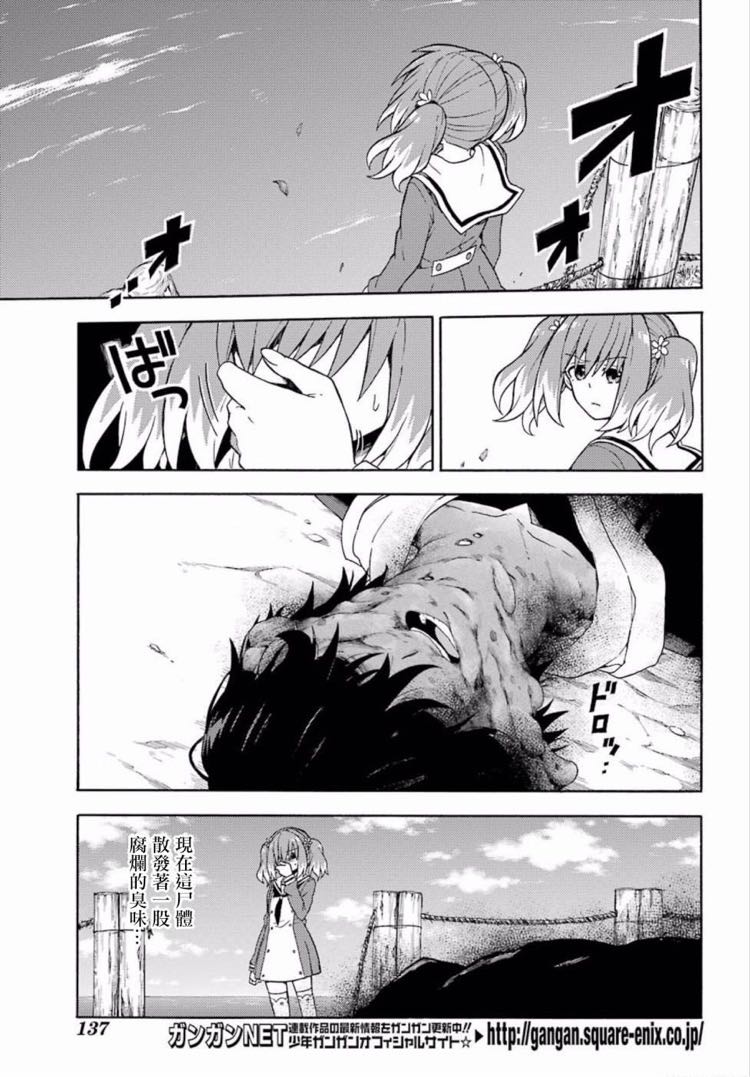 オ
オ
オ…
ばっ
ドロッ…
現在這尸體
散發著一股
腐爛的臭味…
137
ガンガンNET 連載作品の最新情報をガンガン更新中!!
少年ガンガンオフィシャルサイト☆
▶http://gangan.square-enix.co.jp/